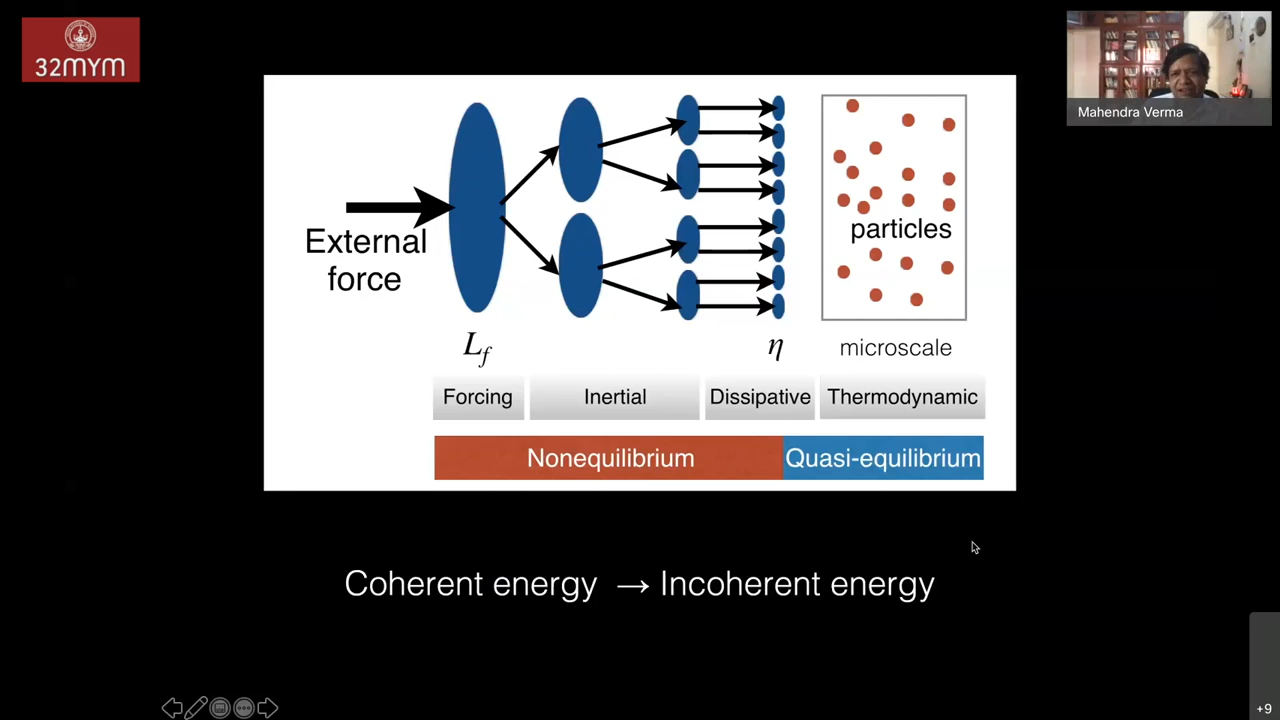 32MYM
Mahendra Verma
External
force
particles
L_f
η
microscale
Forcing
Inertial
Dissipative
Thermodynamic
Nonequilibrium
Quasi-equilibrium
Coherent energy → Incoherent energy
+9